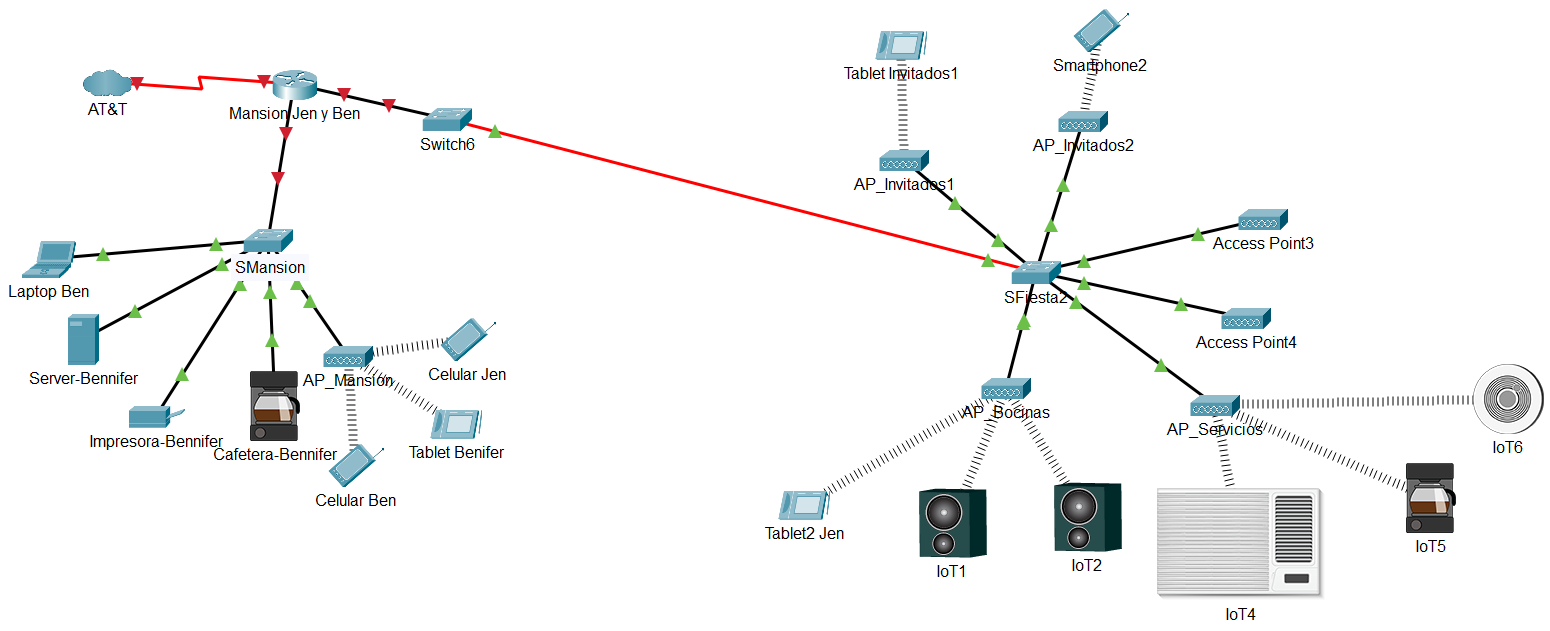 Tablet Invitados1
Smartphone2
AT&T
Mansion Jen y Ben
Switch6
AP_Invitados1
AP_Invitados2
Access Point3
SMansion
Laptop Ben
SFiesta2
Access Point4
Server-Bennifer
AP_Mansion
Celular Jen
AP_Bocinas
AP_Servicios
Impresora-Bennifer
Cafetera-Bennifer
Tablet Benifer
IoT6
Celular Ben
Tablet2 Jen
IoT1
IoT2
IoT5
IoT4